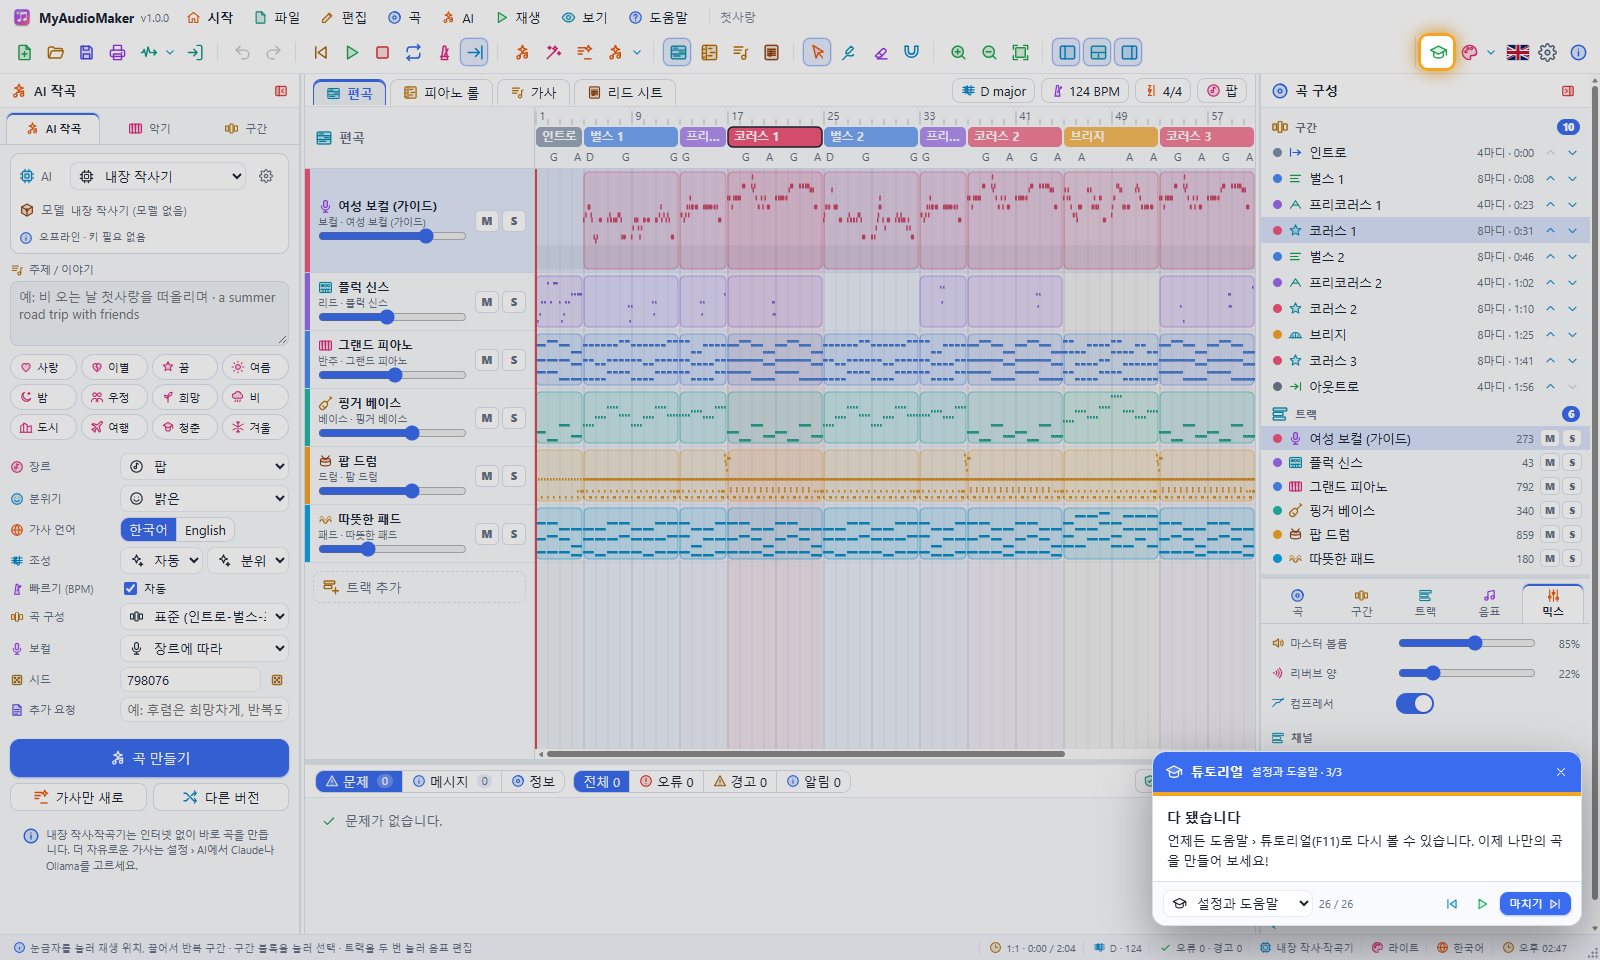 MyAudioMaker v1.0.0 시작 파일 편집 곡 AI 재생 보기 도움말 첫사랑
AI 작곡
AI 작곡 악기 구간
AI 내장 작사기
모델 내장 작사기 (모델 없음)
오프라인 · 키 필요 없음
주제 / 이야기
예: 비 오는 날 첫사랑을 떠올리며 · a summer
road trip with friends
사랑 이별 꿈 여름
밤 우정 희망 비
도시 여행 청춘 겨울
장르 팝
분위기 밝은
가사 언어 한국어 English
조성 자동 분위
빠르기 (BPM) 자동
곡 구성 표준 (인트로-벌스-
보컬 장르에 따라
시드 798076
추가 요청 예: 후렴은 희망차게, 반복도
곡 만들기
가사만 새로 다른 버전
내장 작사·작곡기는 인터넷 없이 바로 곡을 만듭
니다. 더 자유로운 가사는 설정 › AI에서 Claude나
Ollama를 고르세요.
편곡 피아노 롤 가사 리드 시트 D major 124 BPM 4/4 팝
편곡
1 9 17 25 33 41 49 57
인트로 벌스 1 프리... 코러스 1 벌스 2 프리... 코러스 2 브리지 코러스 3
G A D G G G G A G A D G G G G A G A A A A G A G A
여성 보컬 (가이드)
보컬 · 여성 보컬 (가이드)
M S
플럭 신스
리드 · 플럭 신스
M S
그랜드 피아노
반주 · 그랜드 피아노
M S
핑거 베이스
베이스 · 핑거 베이스
M S
팝 드럼
드럼 · 팝 드럼
M S
따뜻한 패드
패드 · 따뜻한 패드
M S
트랙 추가
문제 0 메시지 0 정보 전체 0 오류 0 경고 0 알림 0
문제가 없습니다.
곡 구성
구간 10
인트로 4마디 · 0:00
벌스 1 8마디 · 0:08
프리코러스 1 4마디 · 0:23
코러스 1 8마디 · 0:31
벌스 2 8마디 · 0:46
프리코러스 2 4마디 · 1:02
코러스 2 8마디 · 1:10
브리지 8마디 · 1:25
코러스 3 8마디 · 1:41
아웃트로 4마디 · 1:56
트랙 6
여성 보컬 (가이드) 273 M S
플럭 신스 43 M S
그랜드 피아노 792 M S
핑거 베이스 340 M S
팝 드럼 859 M S
따뜻한 패드 180 M S
곡 구간 트랙 음표 믹스
마스터 볼륨 85%
리버브 양 22%
컴프레서
채널
튜토리얼 설정과 도움말 · 3/3
다 됐습니다
언제든 도움말 › 튜토리얼(F11)로 다시 볼 수 있습니다. 이제 나만의 곡
을 만들어 보세요!
설정과 도움말 26 / 26 마치기
눈금자를 눌러 재생 위치, 끌어서 반복 구간 · 구간 블록을 눌러 선택 · 트랙을 두 번 눌러 음표 편집
1:1 · 0:00 / 2:04 D · 124 오류 0 · 경고 0 내장 작사·작곡기 라이트 한국어 오후 02:47